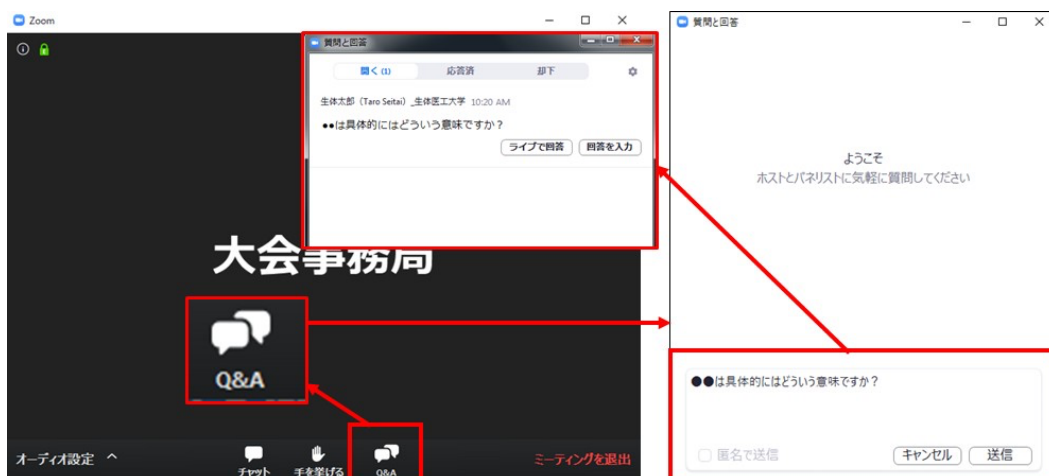 Zoom
質問と回答
開く (1) 応答済 却下
生体太郎（Taro Seitai）_生体医工大学 10:20 AM
●●は具体的にはどういう意味ですか？
ライブで回答 回答を入力
大会事務局
Q&A
オーディオ設定 チャット 手を挙げる Q&A ミーティングを退出
質問と回答
ようこそ
ホストとパネリストに気軽に質問してください
●●は具体的にはどういう意味ですか？
匿名で送信 キャンセル 送信